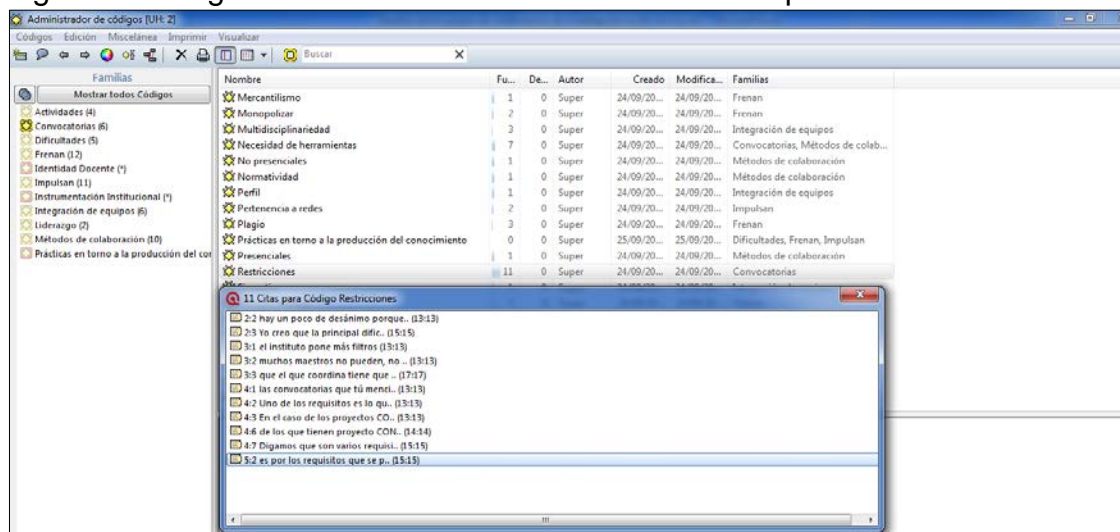 Administrador de códigos [UH: 2]
Códigos Edición Miscelánea Imprimir Visualizar
Buscar
Familias
Mostrar todos Códigos
Actividades (4)
Convocatorias (6)
Dificultades (5)
Frenan (12)
Identidad Docente (*)
Impulsan (11)
Instrumentación Institucional (*)
Integración de equipos (6)
Liderazgo (2)
Métodos de colaboración (10)
Prácticas en torno a la producción del cor
Nombre Fu... De... Autor Creado Modifica... Familias
Mercantilismo 1 0 Super 24/09/20... 24/09/20... Frenan
Monopolizar 2 0 Super 24/09/20... 24/09/20... Frenan
Multidisciplinariedad 3 0 Super 24/09/20... 24/09/20... Integración de equipos
Necesidad de herramientas 7 0 Super 24/09/20... 24/09/20... Convocatorias, Métodos de colab...
No presenciales 1 0 Super 24/09/20... 24/09/20... Métodos de colaboración
Normatividad 1 0 Super 24/09/20... 24/09/20... Métodos de colaboración
Perfil 1 0 Super 24/09/20... 24/09/20... Integración de equipos
Pertenencia a redes 2 0 Super 24/09/20... 24/09/20... Impulsan
Plagio 3 0 Super 24/09/20... 24/09/20... Frenan
Prácticas en torno a la producción del conocimiento 0 0 Super 25/09/20... 25/09/20... Dificultades, Frenan, Impulsan
Presenciales 1 0 Super 24/09/20... 24/09/20... Métodos de colaboración
Restricciones 11 0 Super 24/09/20... 24/09/20... Convocatorias
11 Citas para Código Restricciones
2:2 hay un poco de desánimo porque.. (13:13)
2:3 Yo creo que la principal dific.. (15:15)
3:1 el instituto pone más filtros (13:13)
3:2 muchos maestros no pueden, no .. (13:13)
3:3 que el que coordina tiene que .. (17:17)
4:1 las convocatorias que tú menci.. (13:13)
4:2 Uno de los requisitos es lo qu.. (13:13)
4:3 En el caso de los proyectos CO.. (13:13)
4:6 de los que tienen proyecto CON.. (14:14)
4:7 Digamos que son varios requisi.. (15:15)
5:2 es por los requisitos que se p.. (15:15)